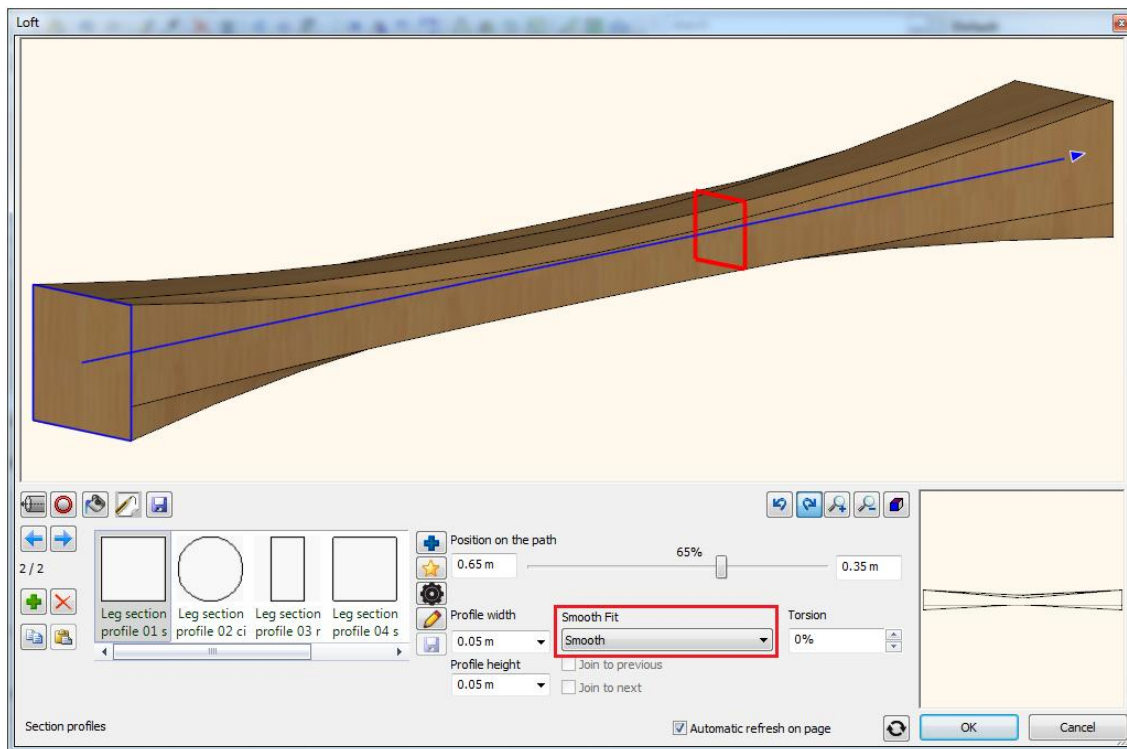 Loft
Default
Position on the path
0.65 m
65%
0.35 m
2 / 2
Leg section
profile 01 s
Leg section
profile 02 ci
Leg section
profile 03 r
Leg section
profile 04 s
Profile width
0.05 m
Smooth Fit
Smooth
Torsion
0%
Profile height
0.05 m
Join to previous
Join to next
Section profiles
Automatic refresh on page
OK
Cancel